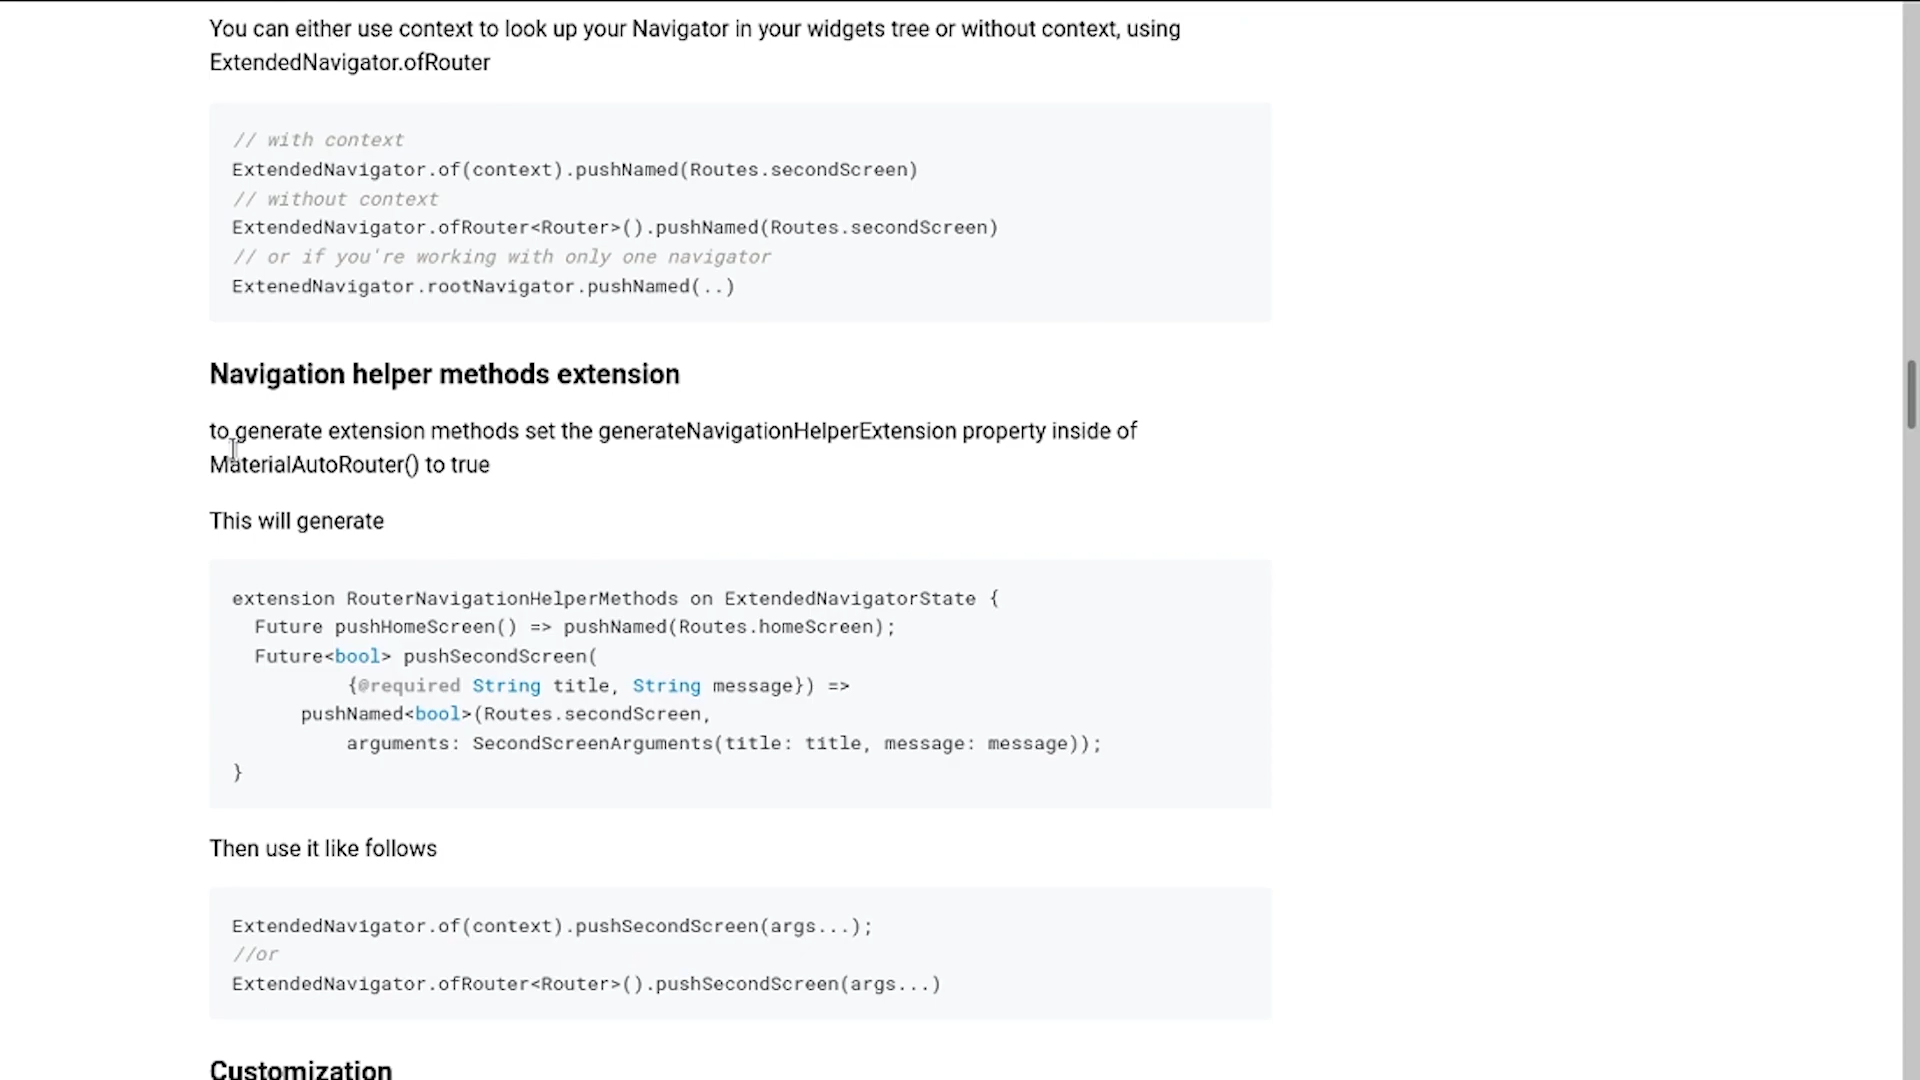 You can either use context to look up your Navigator in your widgets tree or without context, using
ExtendedNavigator.ofRouter
// with context
ExtendedNavigator.of(context).pushNamed(Routes.secondScreen)
// without context
ExtendedNavigator.ofRouter<Router>().pushNamed(Routes.secondScreen)
// or if you're working with only one navigator
ExtenedNavigator.rootNavigator.pushNamed(..)
Navigation helper methods extension
to generate extension methods set the generateNavigationHelperExtension property inside of
MaterialAutoRouter() to true
This will generate
extension RouterNavigationHelperMethods on ExtendedNavigatorState {
Future pushHomeScreen() => pushNamed(Routes.homeScreen);
Future<bool> pushSecondScreen(
{@required String title, String message}) =>
pushNamed<bool>(Routes.secondScreen,
arguments: SecondScreenArguments(title: title, message: message));
}
Then use it like follows
ExtendedNavigator.of(context).pushSecondScreen(args...);
//or
ExtendedNavigator.ofRouter<Router>().pushSecondScreen(args...)
Customization